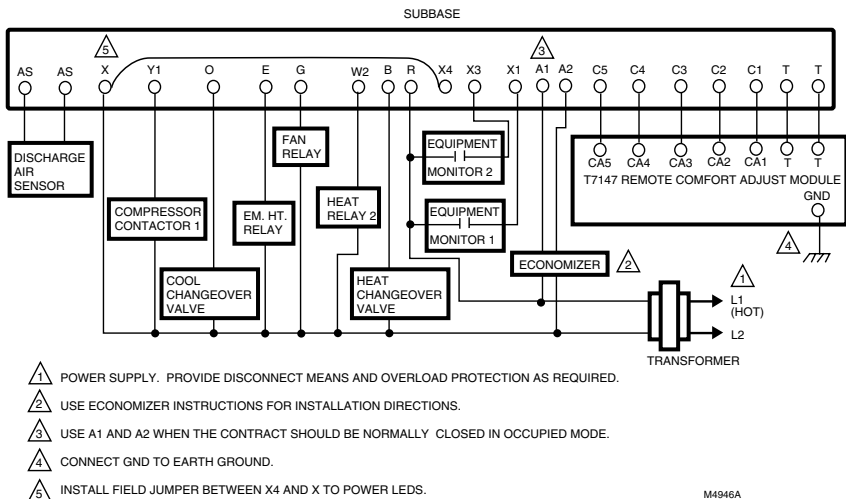 SUBBASE
5
3
AS AS X Y1 O E G W2 B R X4 X3 X1 A1 A2 C5 C4 C3 C2 C1 T T
DISCHARGE
AIR
SENSOR
COMPRESSOR
CONTACTOR 1
COOL
CHANGEOVER
VALVE
EM. HT.
RELAY
FAN
RELAY
HEAT
RELAY 2
HEAT
CHANGEOVER
VALVE
EQUIPMENT
MONITOR 2
EQUIPMENT
MONITOR 1
ECONOMIZER
2
CA5 CA4 CA3 CA2 CA1 T T
T7147 REMOTE COMFORT ADJUST MODULE
GND
4
1
L1
(HOT)
L2
TRANSFORMER
1 POWER SUPPLY. PROVIDE DISCONNECT MEANS AND OVERLOAD PROTECTION AS REQUIRED.
2 USE ECONOMIZER INSTRUCTIONS FOR INSTALLATION DIRECTIONS.
3 USE A1 AND A2 WHEN THE CONTRACT SHOULD BE NORMALLY CLOSED IN OCCUPIED MODE.
4 CONNECT GND TO EARTH GROUND.
5 INSTALL FIELD JUMPER BETWEEN X4 AND X TO POWER LEDS.
M4946A